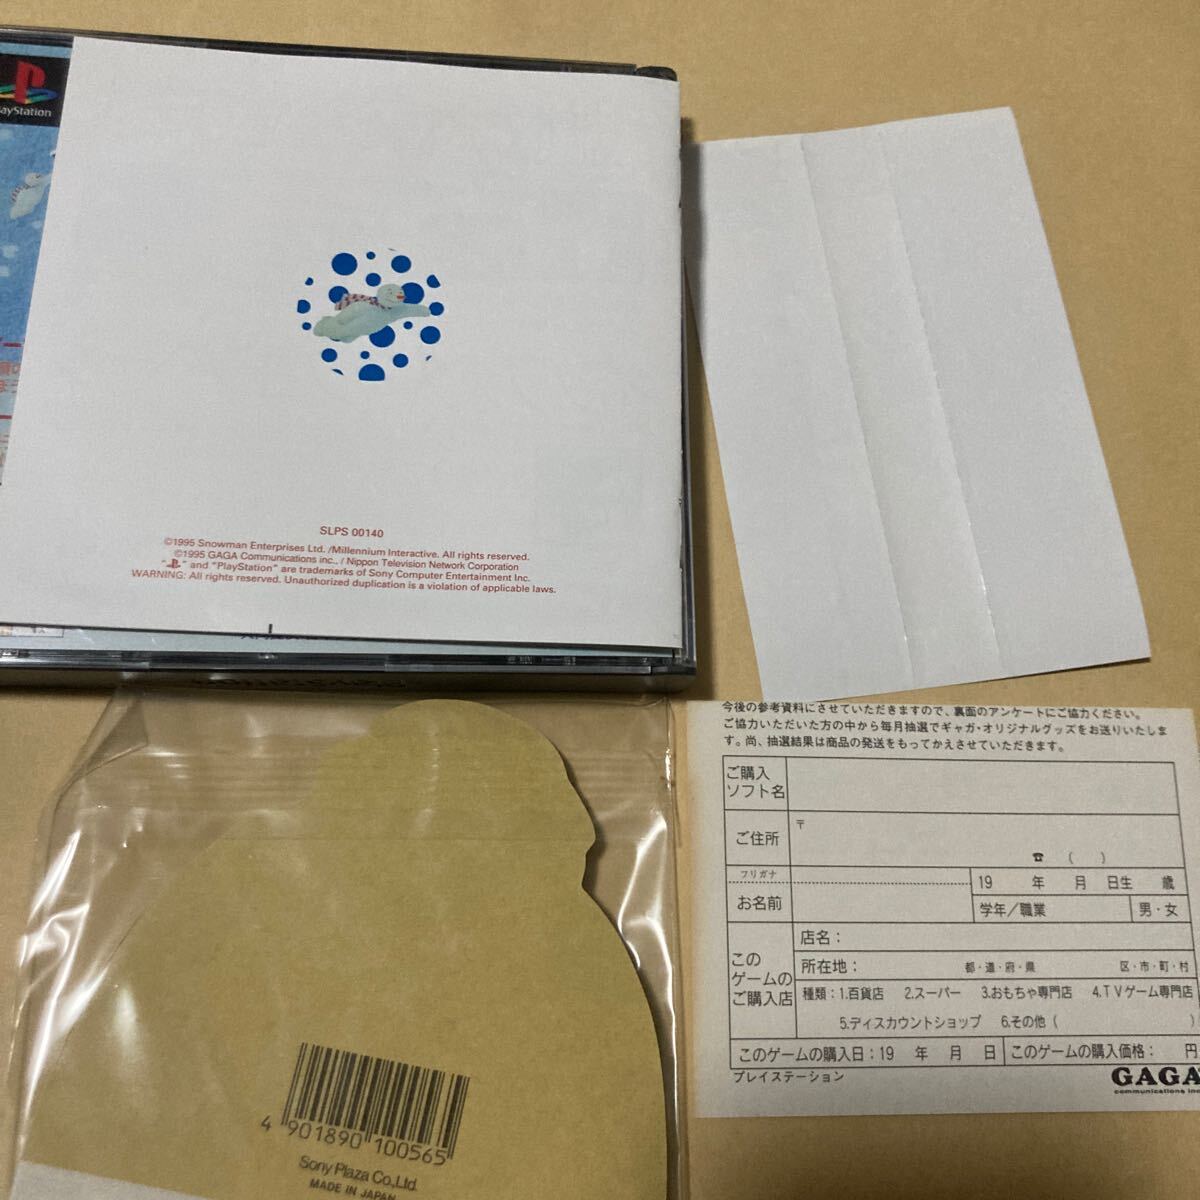 PlayStation
SLPS 00140
©1995 Snowman Enterprises Ltd. /Millennium Interactive. All rights reserved.
©1995 GAGA Communications inc., / Nippon Television Network Corporation
" " and "PlayStation" are trademarks of Sony Computer Entertainment Inc.
WARNING: All rights reserved. Unauthorized duplication is a violation of applicable laws.
今後の参考資料にさせていただきますので、裏面のアンケートにご協力ください。
ご協力いただいた方の中から毎月抽選でギャガ・オリジナルグッズをお送りいたしま
す。尚、抽選結果は商品の発送をもってかえさせていただきます。
ご購入
ソフト名
ご住所
〒
☎ ( )
フリガナ
お名前
19 年 月 日生 歳
学年／職業 男・女
この
ゲームの
ご購入店
店名：
所在地： 都・道・府・県 区・市・町・村
種類：1.百貨店 2.スーパー 3.おもちゃ専門店 4.ＴＶゲーム専門店
5.ディスカウントショップ 6.その他 ( )
このゲームの購入日：19 年 月 日 このゲームの購入価格： 円
プレイステーション
GAGA
communications inc
4 901890 100565
Sony Plaza Co.,Ltd.
MADE IN JAPAN